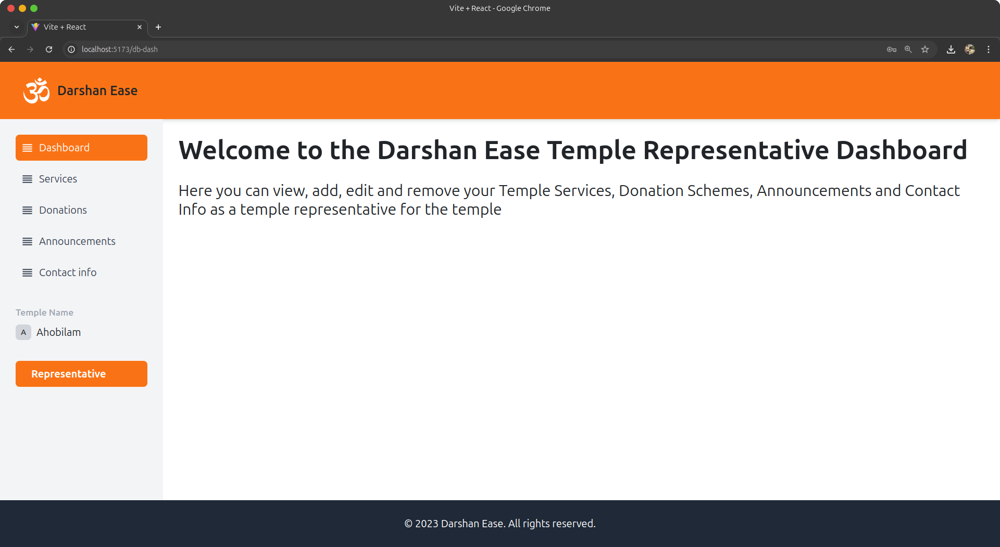 Vite + React - Google Chrome
Vite + React
localhost:5173/db-dash
ॐ Darshan Ease
Dashboard
Services
Donations
Announcements
Contact info
Temple Name
A Ahobilam
Representative
Welcome to the Darshan Ease Temple Representative Dashboard
Here you can view, add, edit and remove your Temple Services, Donation Schemes, Announcements and Contact
Info as a temple representative for the temple
© 2023 Darshan Ease. All rights reserved.